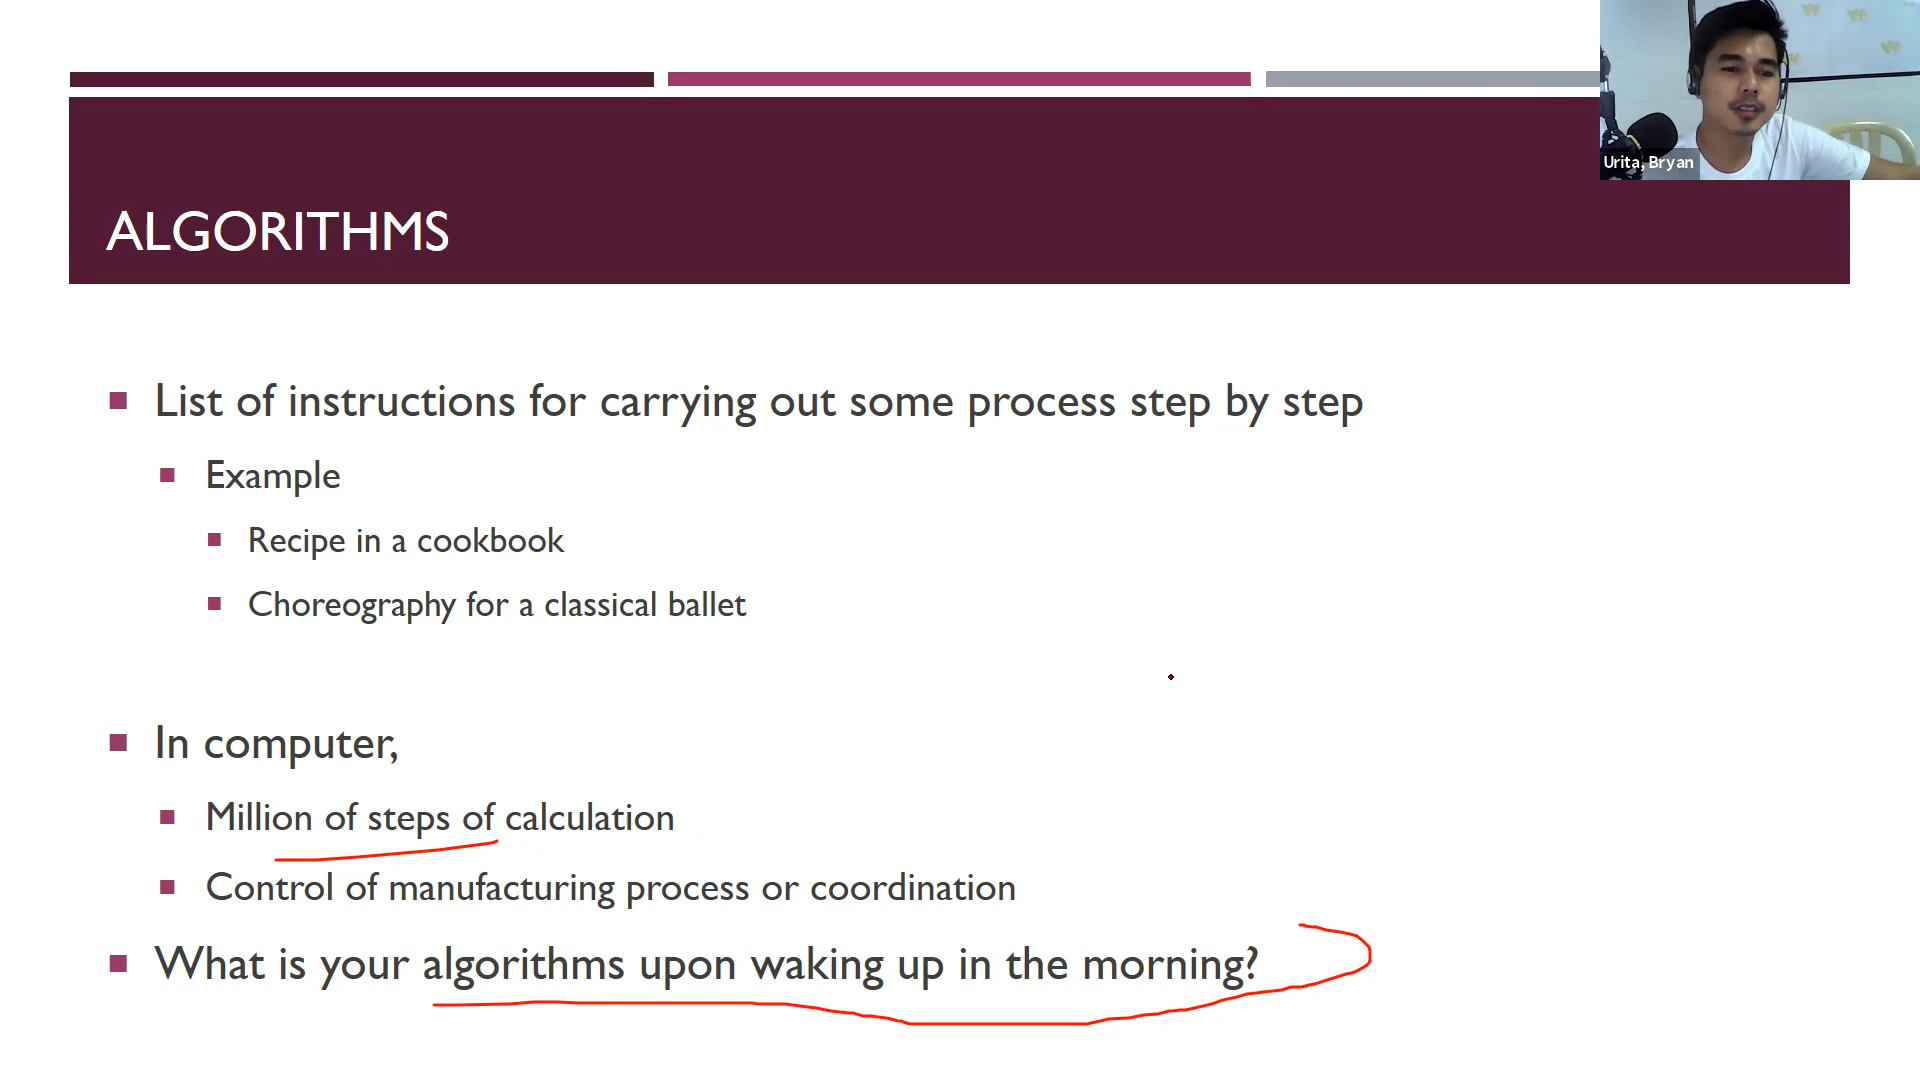 Urita, Bryan
ALGORITHMS
List of instructions for carrying out some process step by step
Example
Recipe in a cookbook
Choreography for a classical ballet
In computer,
Million of steps of calculation
Control of manufacturing process or coordination
What is your algorithms upon waking up in the morning?